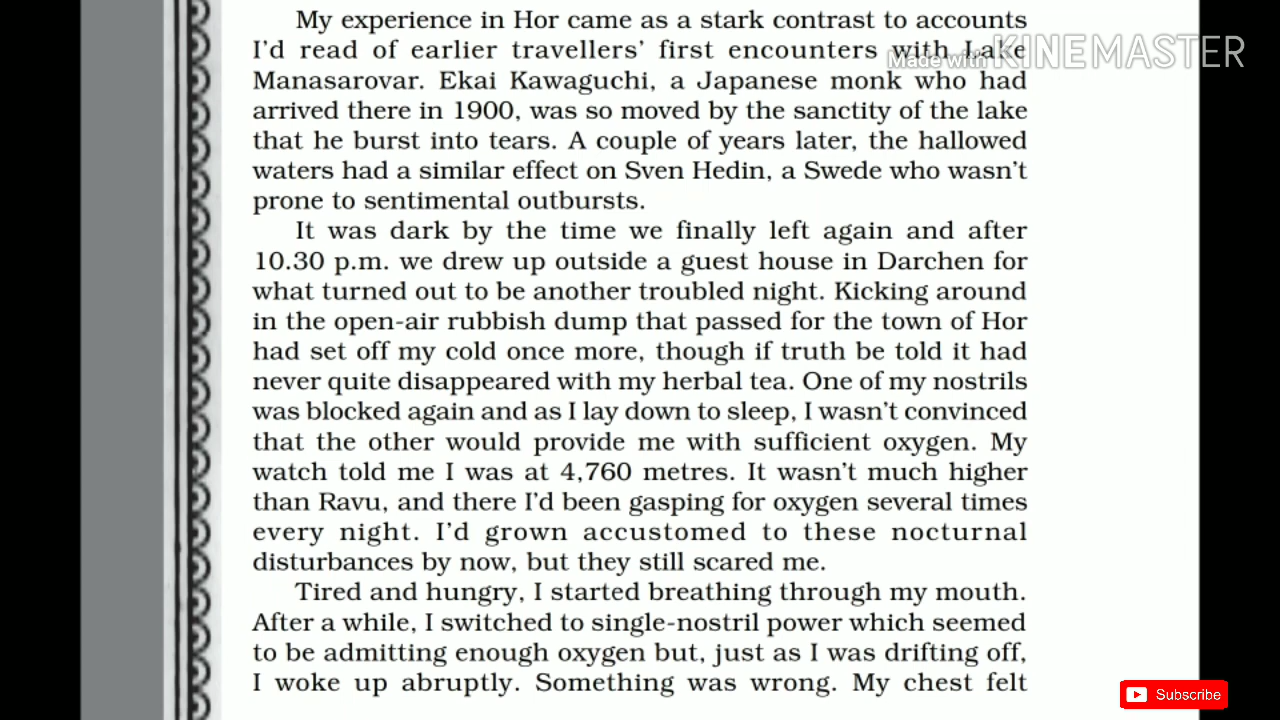 My experience in Hor came as a stark contrast to accounts
I'd read of earlier travellers' first encounters with Lake
Made with KINEMASTER
Manasarovar. Ekai Kawaguchi, a Japanese monk who had
arrived there in 1900, was so moved by the sanctity of the lake
that he burst into tears. A couple of years later, the hallowed
waters had a similar effect on Sven Hedin, a Swede who wasn't
prone to sentimental outbursts.
It was dark by the time we finally left again and after
10.30 p.m. we drew up outside a guest house in Darchen for
what turned out to be another troubled night. Kicking around
in the open-air rubbish dump that passed for the town of Hor
had set off my cold once more, though if truth be told it had
never quite disappeared with my herbal tea. One of my nostrils
was blocked again and as I lay down to sleep, I wasn't convinced
that the other would provide me with sufficient oxygen. My
watch told me I was at 4,760 metres. It wasn't much higher
than Ravu, and there I'd been gasping for oxygen several times
every night. I'd grown accustomed to these nocturnal
disturbances by now, but they still scared me.
Tired and hungry, I started breathing through my mouth.
After a while, I switched to single-nostril power which seemed
to be admitting enough oxygen but, just as I was drifting off,
I woke up abruptly. Something was wrong. My chest felt
Subscribe